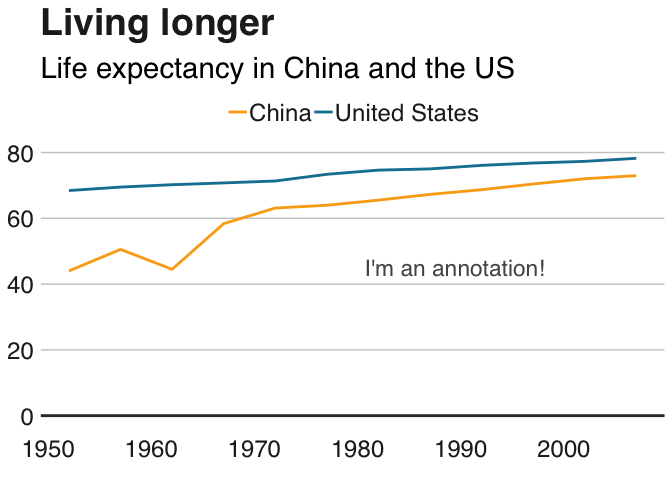 Living longer
Life expectancy in China and the US
China United States
80
60
I'm an annotation!
40
20
0
1950 1960 1970 1980 1990 2000